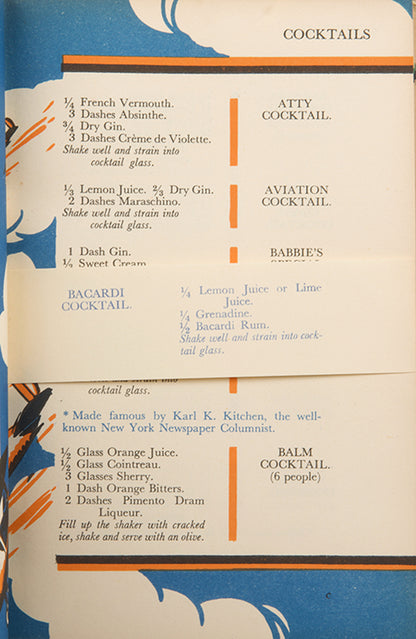 COCKTAILS
¼ French Vermouth.
3 Dashes Absinthe.
¾ Dry Gin.
3 Dashes Crème de Violette.
Shake well and strain into
cocktail glass.
ATTY
COCKTAIL.
⅓ Lemon Juice. ⅔ Dry Gin.
2 Dashes Maraschino.
Shake well and strain into
cocktail glass.
AVIATION
COCKTAIL.
1 Dash Gin.
½ Sweet Cream
BABBIE'S
SPECIAL
BACARDI
COCKTAIL.
¼ Lemon Juice or Lime
Juice.
¼ Grenadine.
½ Bacardi Rum.
Shake well and strain into cock-
tail glass.
and strain into
cocktail glass.
* Made famous by Karl K. Kitchen, the well-
known New York Newspaper Columnist.
½ Glass Orange Juice.
½ Glass Cointreau.
3 Glasses Sherry.
1 Dash Orange Bitters.
2 Dashes Pimento Dram
Liqueur.
Fill up the shaker with cracked
ice, shake and serve with an olive.
BALM
COCKTAIL.
(6 people)
C